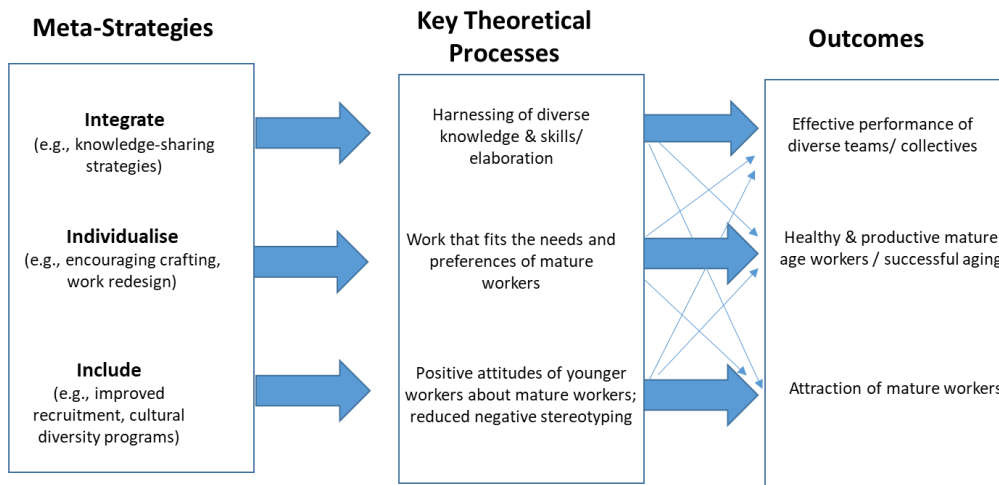 Meta-Strategies
Key Theoretical
Processes
Outcomes
Integrate
(e.g., knowledge-sharing
strategies)
Harnessing of diverse
knowledge & skills/
elaboration
Effective performance of
diverse teams/ collectives
Individualise
(e.g., encouraging crafting,
work redesign)
Work that fits the needs and
preferences of mature
workers
Healthy & productive mature
age workers / successful aging
Include
(e.g., improved
recruitment, cultural
diversity programs)
Positive attitudes of younger
workers about mature workers;
reduced negative stereotyping
Attraction of mature workers